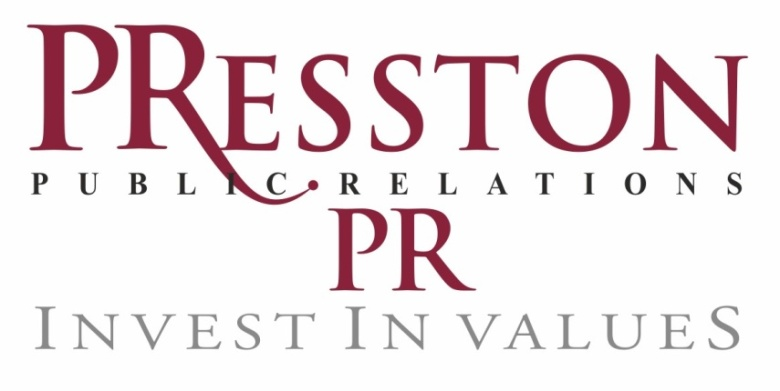 PRESSTON
PUBLIC·RELATIONS
PR
INVEST IN VALUES